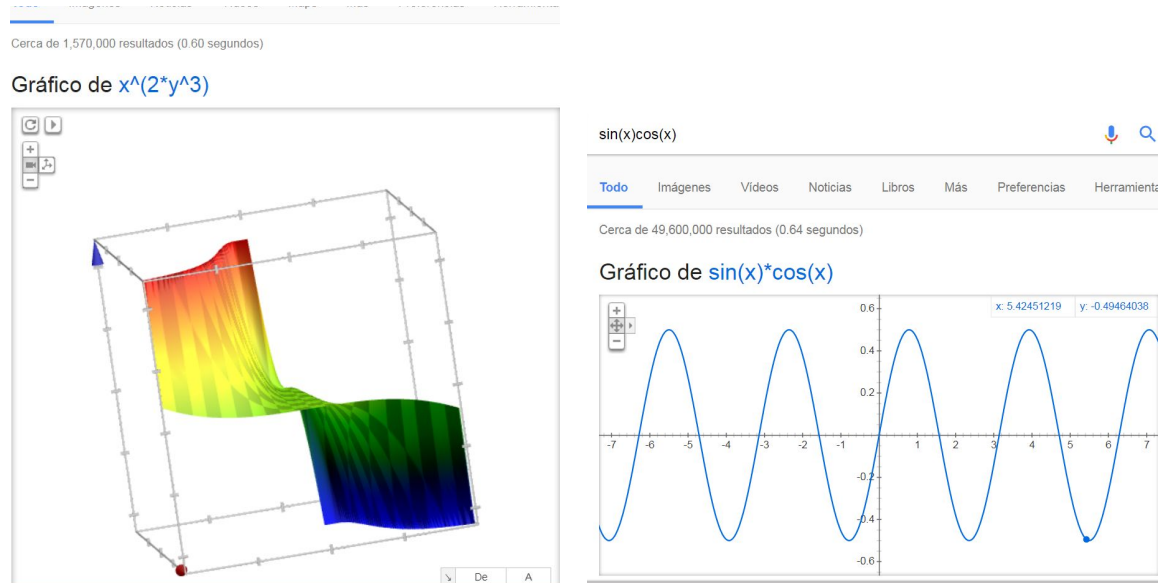 Cerca de 1,570,000 resultados (0.60 segundos)
Gráfico de x^(2*y^3)
De A
sin(x)cos(x)
Todo Imágenes Vídeos Noticias Libros Más Preferencias
Cerca de 49,600,000 resultados (0.64 segundos)
Gráfico de sin(x)*cos(x)
x: 5.42451219 y: -0.49464038
0.6
0.4
0.2
-7 -6 -5 -4 -3 -2 -1 1 2 3 4 5 6 7
-0.2
-0.4
-0.6